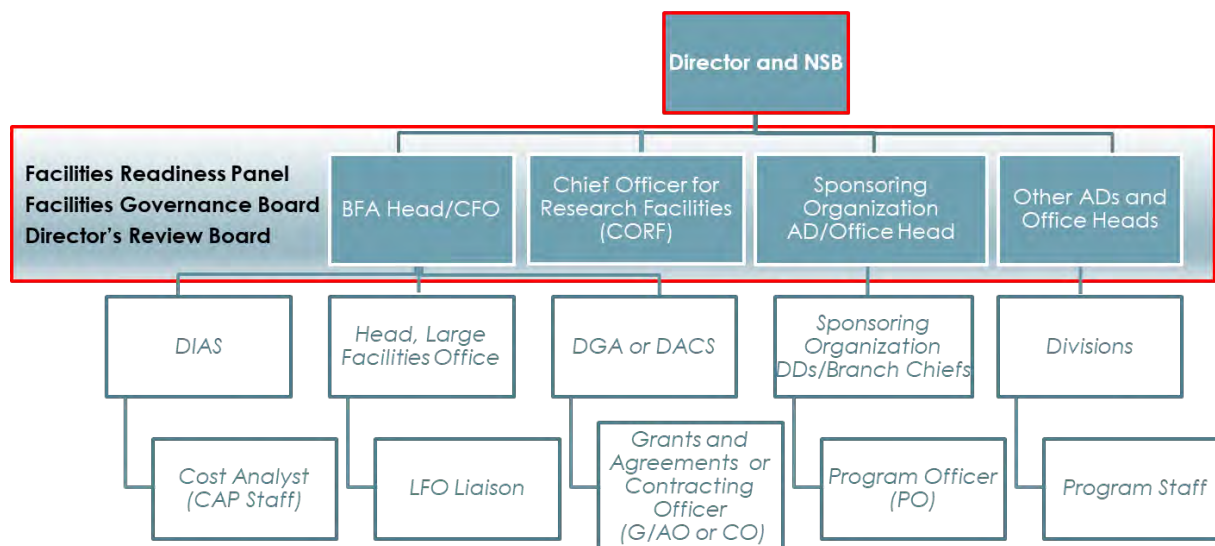 Director and NSB
Facilities Readiness Panel
Facilities Governance Board
Director's Review Board
BFA Head/CFO
Chief Officer for
Research Facilities
(CORF)
Sponsoring
Organization
AD/Office Head
Other ADs and
Office Heads
DIAS
Head, Large
Facilities Office
DGA or DACS
Sponsoring
Organization
DDs/Branch Chiefs
Divisions
Cost Analyst
(CAP Staff)
LFO Liaison
Grants and
Agreements or
Contracting
Officer
(G/AO or CO)
Program Officer
(PO)
Program Staff